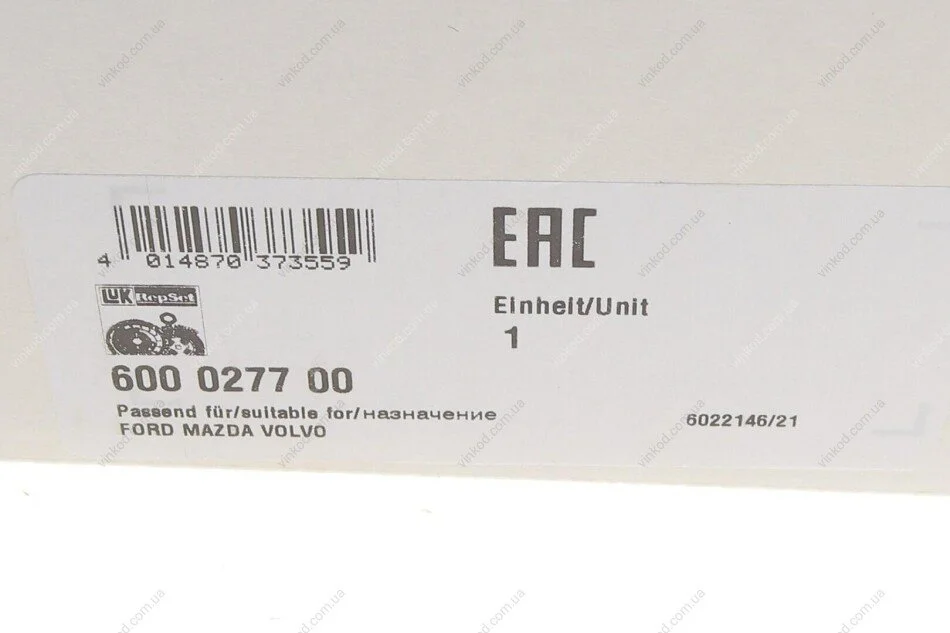 4 014870 373559
EAC
LUK RepSet
Einheit/Unit
1
600 0277 00
Passend für/suitable for/назначение
FORD MAZDA VOLVO
6022146/21
vinkod.com.ua